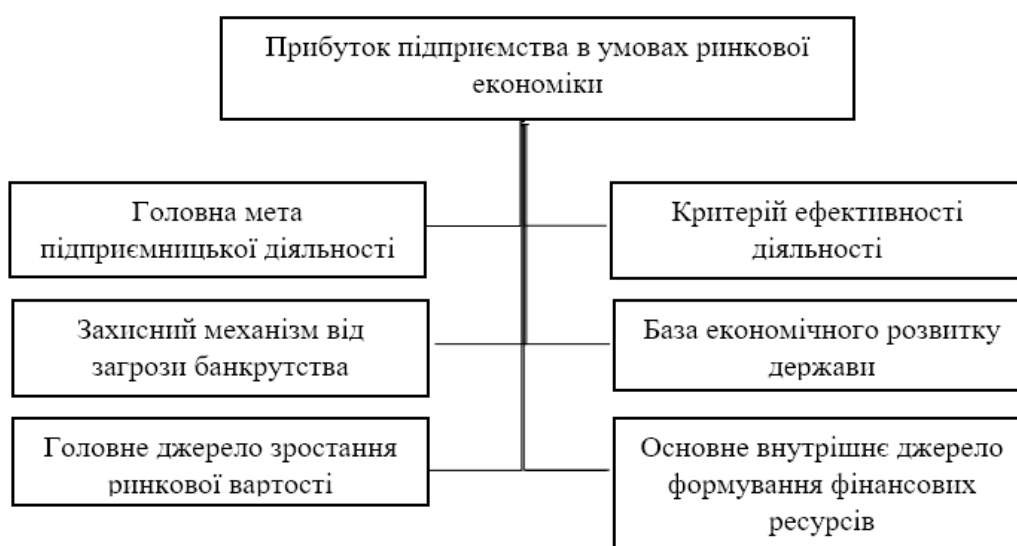 Прибуток підприємства в умовах ринкової
економіки
Головна мета
підприємницької діяльності
Критерій ефективності
діяльності
Захисний механізм від
загрози банкрутства
База економічного розвитку
держави
Головне джерело зростання
ринкової вартості
Основне внутрішнє джерело
формування фінансових
ресурсів